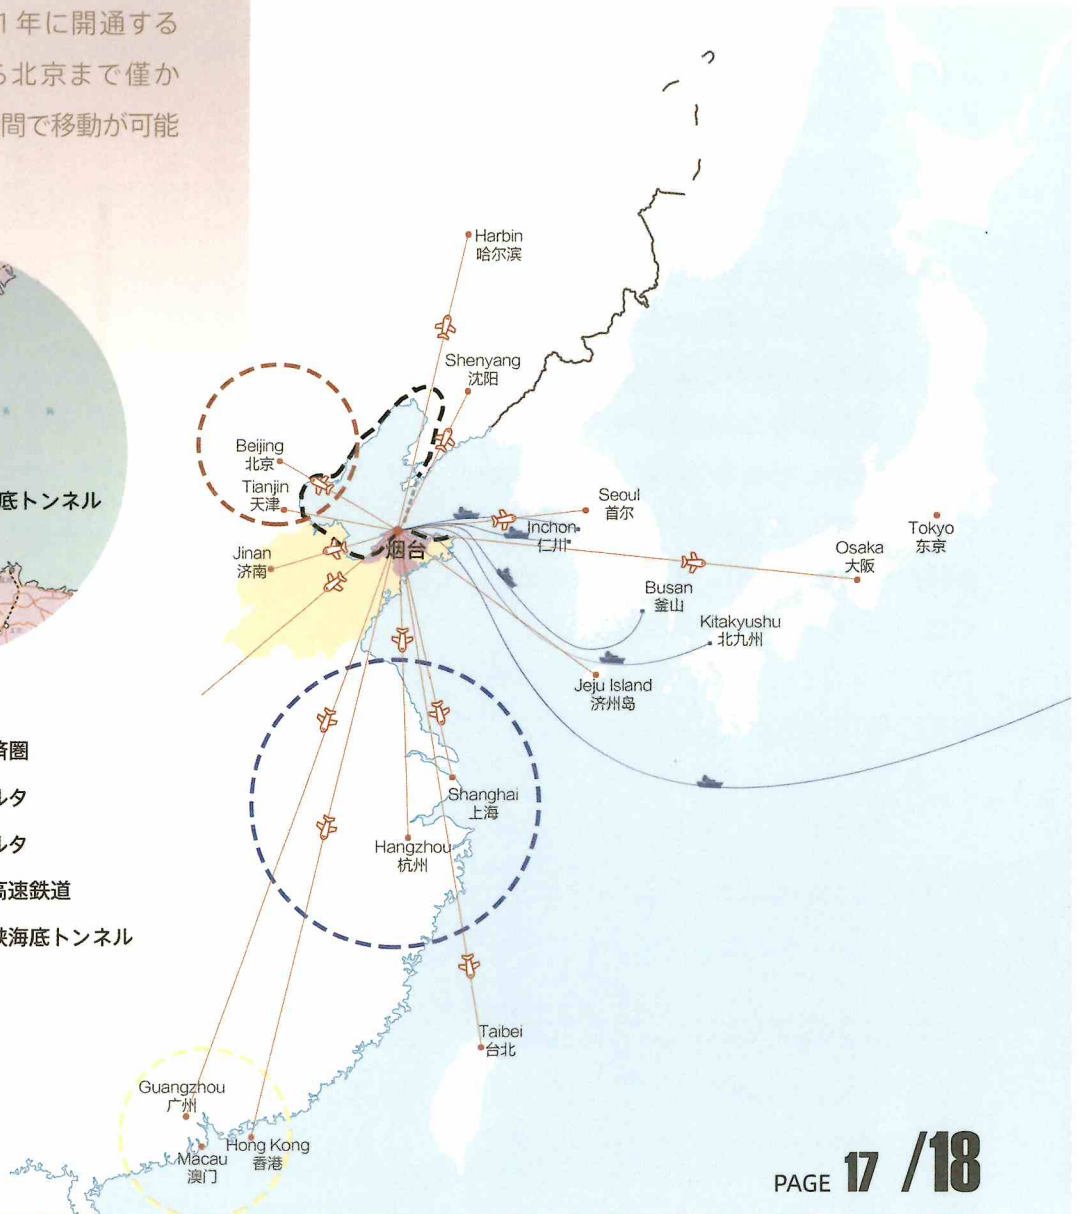 1年に開通する
ら北京まで僅か
間で移動が可能
Harbin
哈尔滨
Shenyang
沈阳
Beijing
北京
Tianjin
天津
底トンネル
Seoul
首尔
Inchon
仁川
Tokyo
东京
烟台
Osaka
大阪
Jinan
济南
Busan
釜山
Kitakyushu
北九州
Jeju Island
济州岛
済圏
ルタ
ルタ
高速鉄道
峡海底トンネル
Shanghai
上海
Hangzhou
杭州
Taibei
台北
Guangzhou
广州
Hong Kong
香港
Macau
澳门
PAGE 17 /18